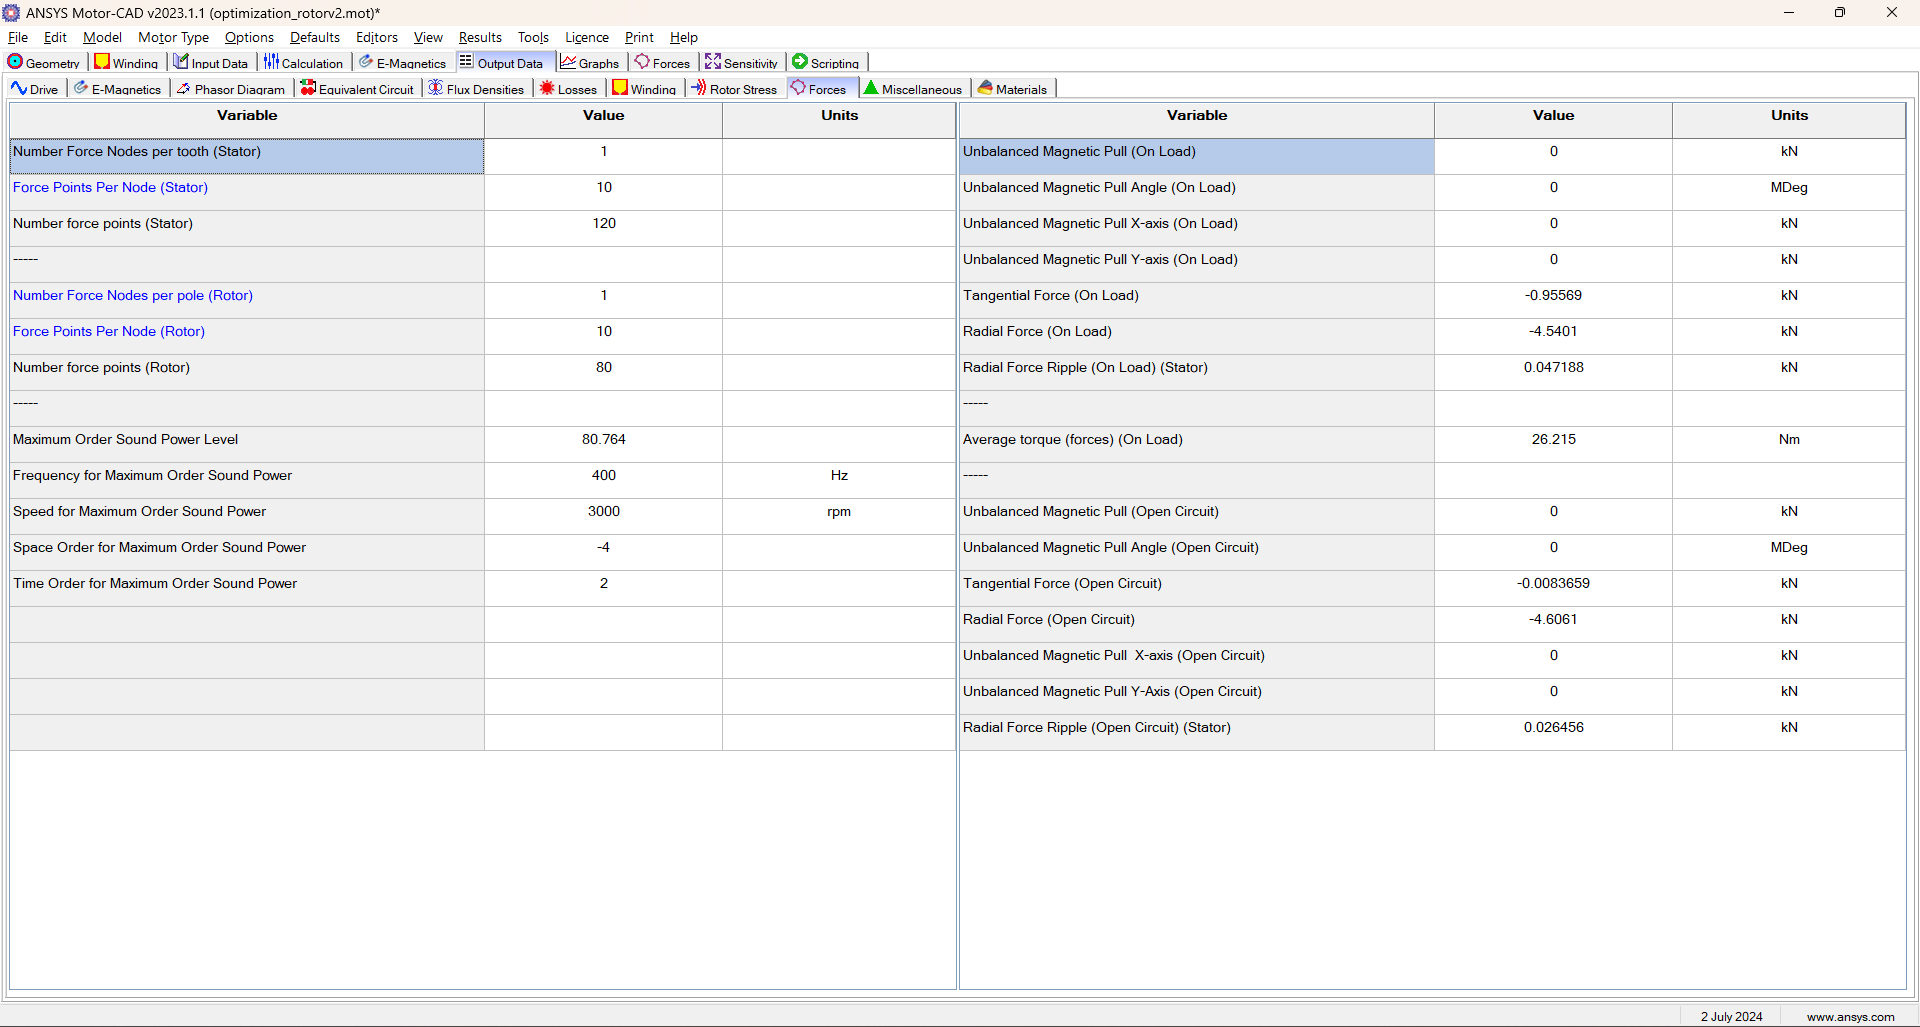 ANSYS Motor-CAD v2023.1.1 (optimization_rotorv2.mot)*
File Edit Model Motor Type Options Defaults Editors View Results Tools Licence Print Help
Geometry Winding Input Data Calculation E-Magnetics Output Data Graphs Forces Sensitivity Scripting
Drive E-Magnetics Phasor Diagram Equivalent Circuit Flux Densities Losses Winding Rotor Stress Forces Miscellaneous Materials
Variable Value Units
Number Force Nodes per tooth (Stator) 1
Force Points Per Node (Stator) 10
Number force points (Stator) 120
-----
Number Force Nodes per pole (Rotor) 1
Force Points Per Node (Rotor) 10
Number force points (Rotor) 80
-----
Maximum Order Sound Power Level 80.764
Frequency for Maximum Order Sound Power 400 Hz
Speed for Maximum Order Sound Power 3000 rpm
Space Order for Maximum Order Sound Power -4
Time Order for Maximum Order Sound Power 2
Variable Value Units
Unbalanced Magnetic Pull (On Load) 0 kN
Unbalanced Magnetic Pull Angle (On Load) 0 MDeg
Unbalanced Magnetic Pull X-axis (On Load) 0 kN
Unbalanced Magnetic Pull Y-axis (On Load) 0 kN
Tangential Force (On Load) -0.95569 kN
Radial Force (On Load) -4.5401 kN
Radial Force Ripple (On Load) (Stator) 0.047188 kN
-----
Average torque (forces) (On Load) 26.215 Nm
-----
Unbalanced Magnetic Pull (Open Circuit) 0 kN
Unbalanced Magnetic Pull Angle (Open Circuit) 0 MDeg
Tangential Force (Open Circuit) -0.0083659 kN
Radial Force (Open Circuit) -4.6061 kN
Unbalanced Magnetic Pull  X-axis (Open Circuit) 0 kN
Unbalanced Magnetic Pull Y-Axis (Open Circuit) 0 kN
Radial Force Ripple (Open Circuit) (Stator) 0.026456 kN
2 July 2024 www.ansys.com